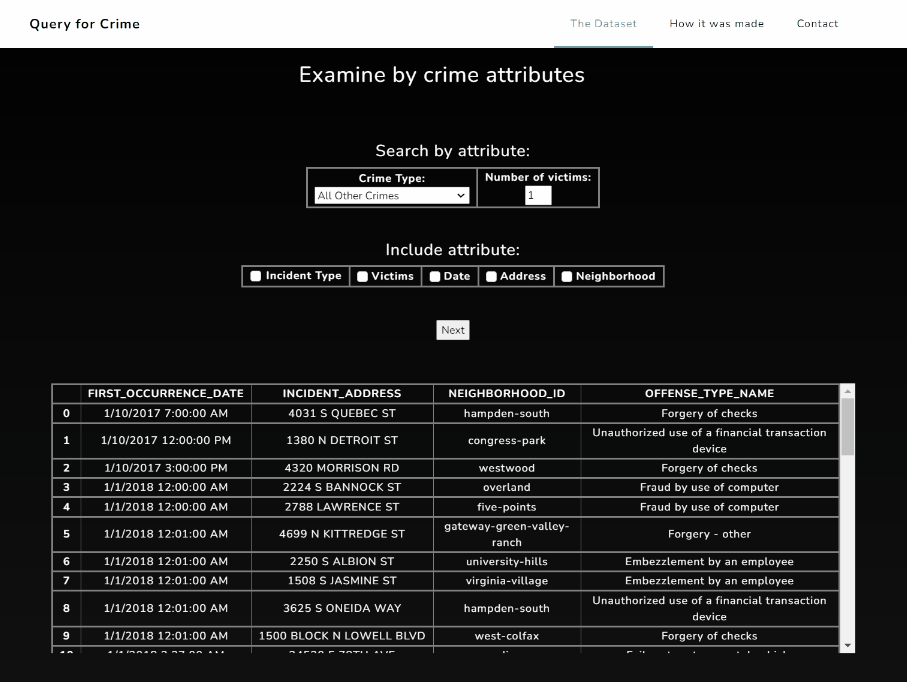 Query for Crime The Dataset How it was made Contact
Examine by crime attributes
Search by attribute:
Crime Type: Number of victims:
All Other Crimes 1
Include attribute:
Incident Type Victims Date Address Neighborhood
Next
FIRST_OCCURRENCE_DATE INCIDENT_ADDRESS NEIGHBORHOOD_ID OFFENSE_TYPE_NAME
0 1/10/2017 7:00:00 AM 4031 S QUEBEC ST hampden-south Forgery of checks
1 1/10/2017 12:00:00 PM 1380 N DETROIT ST congress-park Unauthorized use of a financial transaction
device
2 1/10/2017 3:00:00 PM 4320 MORRISON RD westwood Forgery of checks
3 1/1/2018 12:00:00 AM 2224 S BANNOCK ST overland Fraud by use of computer
4 1/1/2018 12:00:00 AM 2788 LAWRENCE ST five-points Fraud by use of computer
5 1/1/2018 12:01:00 AM 4699 N KITTREDGE ST gateway-green-valley-
ranch Forgery - other
6 1/1/2018 12:01:00 AM 2250 S ALBION ST university-hills Embezzlement by an employee
7 1/1/2018 12:01:00 AM 1508 S JASMINE ST virginia-village Embezzlement by an employee
8 1/1/2018 12:01:00 AM 3625 S ONEIDA WAY hampden-south Unauthorized use of a financial transaction
device
9 1/1/2018 12:01:00 AM 1500 BLOCK N LOWELL BLVD west-colfax Forgery of checks